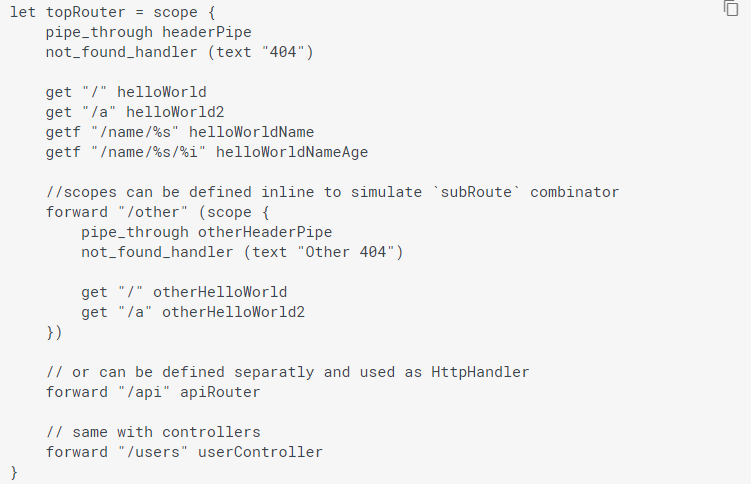 let topRouter = scope {
    pipe_through headerPipe
    not_found_handler (text "404")

    get "/" helloWorld
    get "/a" helloWorld2
    getf "/name/%s" helloWorldName
    getf "/name/%s/%i" helloWorldNameAge

    //scopes can be defined inline to simulate `subRoute` combinator
    forward "/other" (scope {
        pipe_through otherHeaderPipe
        not_found_handler (text "Other 404")

        get "/" otherHelloWorld
        get "/a" otherHelloWorld2
    })

    // or can be defined separatly and used as HttpHandler
    forward "/api" apiRouter

    // same with controllers
    forward "/users" userController
}